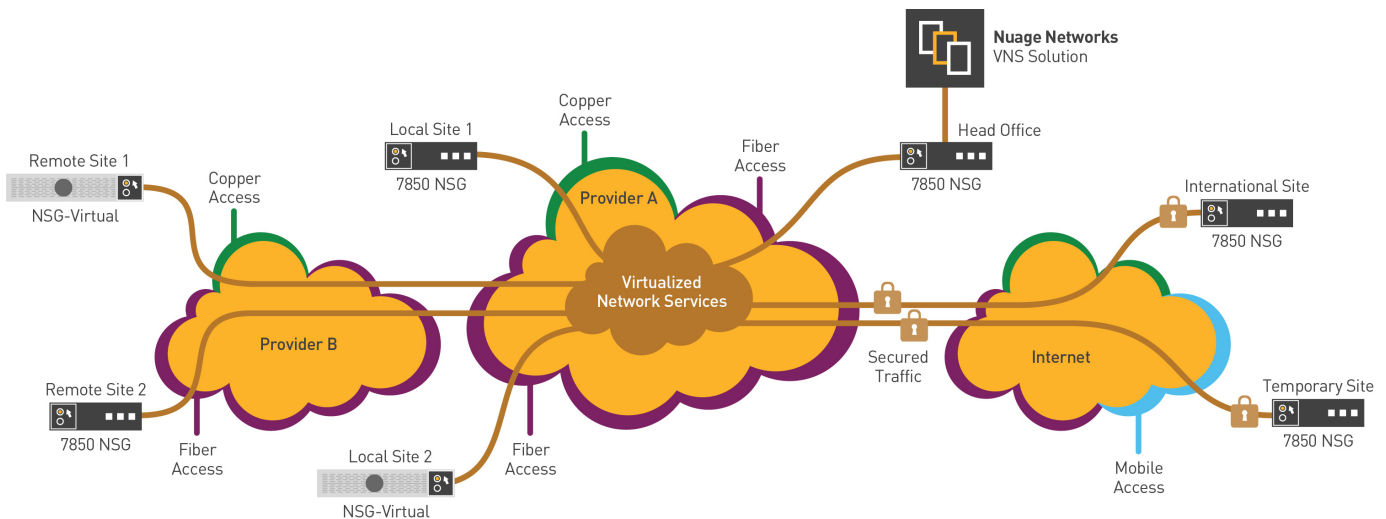 Nuage Networks
VNS Solution
Head Office
7850 NSG
Copper
Access
Local Site 1
7850 NSG
Fiber
Access
Remote Site 1
NSG-Virtual
Copper
Access
Provider A
International Site
7850 NSG
Virtualized
Network Services
Provider B
Secured
Traffic
Internet
Remote Site 2
7850 NSG
Fiber
Access
Local Site 2
NSG-Virtual
Fiber
Access
Temporary Site
7850 NSG
Mobile
Access